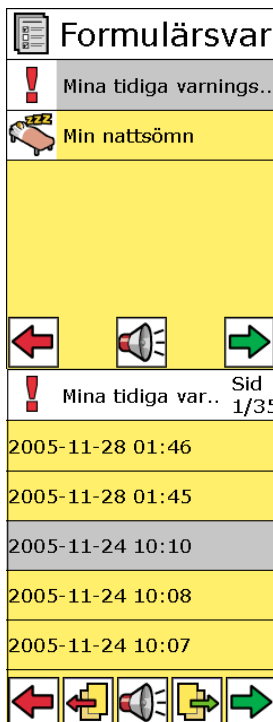 Formulärsvar
Mina tidiga varnings..
zzz
Min nattsömn
Mina tidiga var.. Sid 1/35
2005-11-28 01:46
2005-11-28 01:45
2005-11-24 10:10
2005-11-24 10:08
2005-11-24 10:07